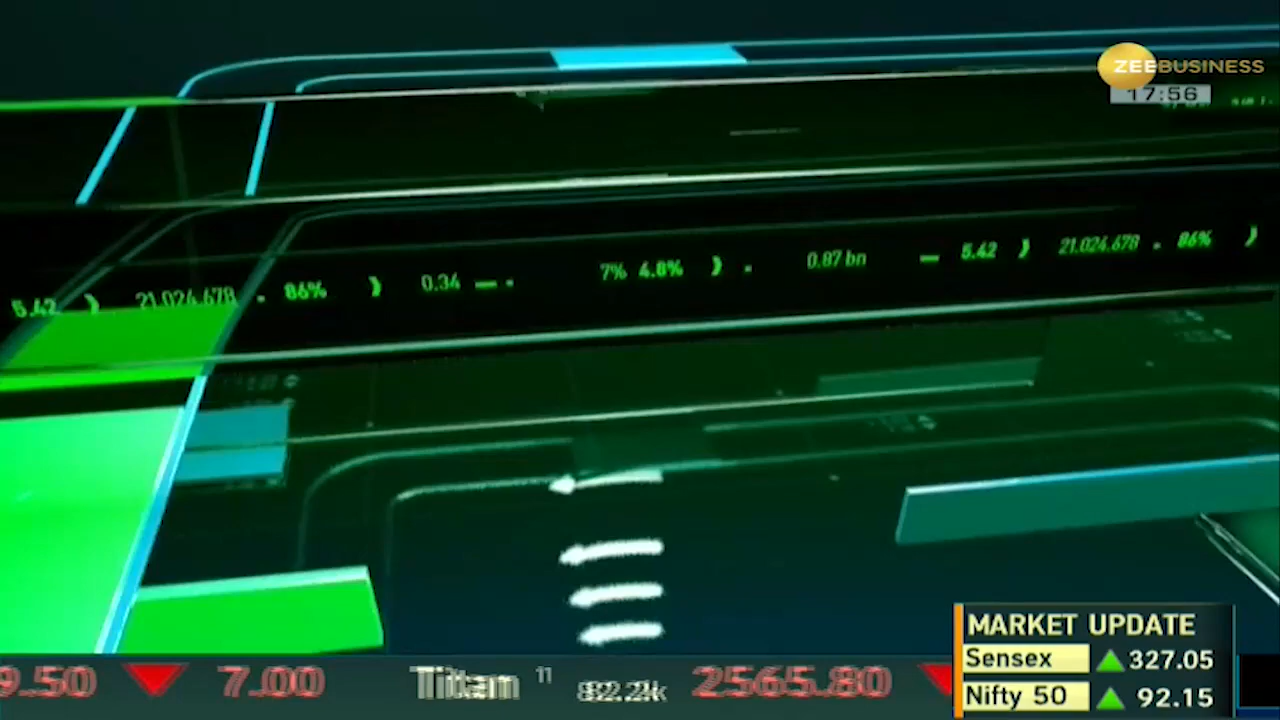 ZEEBUSINESS
17:56
5.42 21.024.678 86% 0.34 7% 4.8% 0.87 bn 5.42 21.024.678 86%
MARKET UPDATE
Sensex 327.05
Nifty 50 92.15
9.50 7.00 Titan 11 2565.80